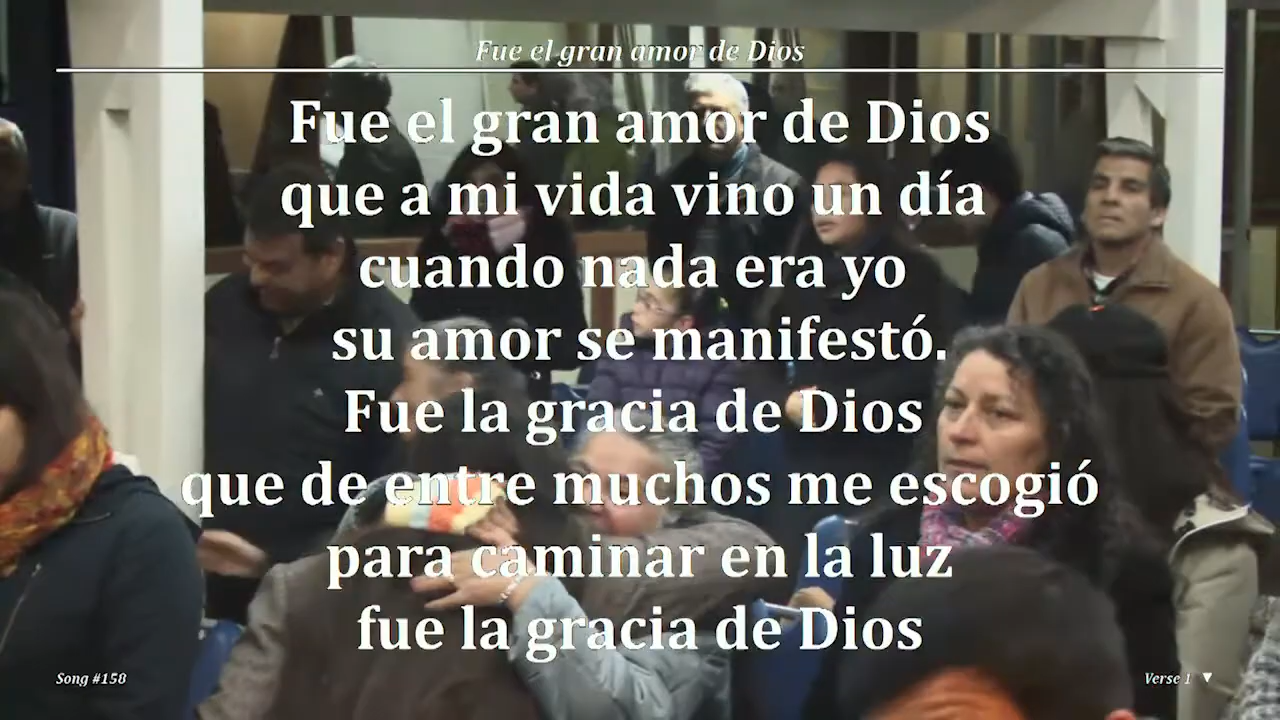 Fue el gran amor de Dios
Fue el gran amor de Dios
que a mi vida vino un día
cuando nada era yo
su amor se manifestó.
Fue la gracia de Dios
que de entre muchos me escogió
para caminar en la luz
fue la gracia de Dios
Song #158
Verse 1 ▼